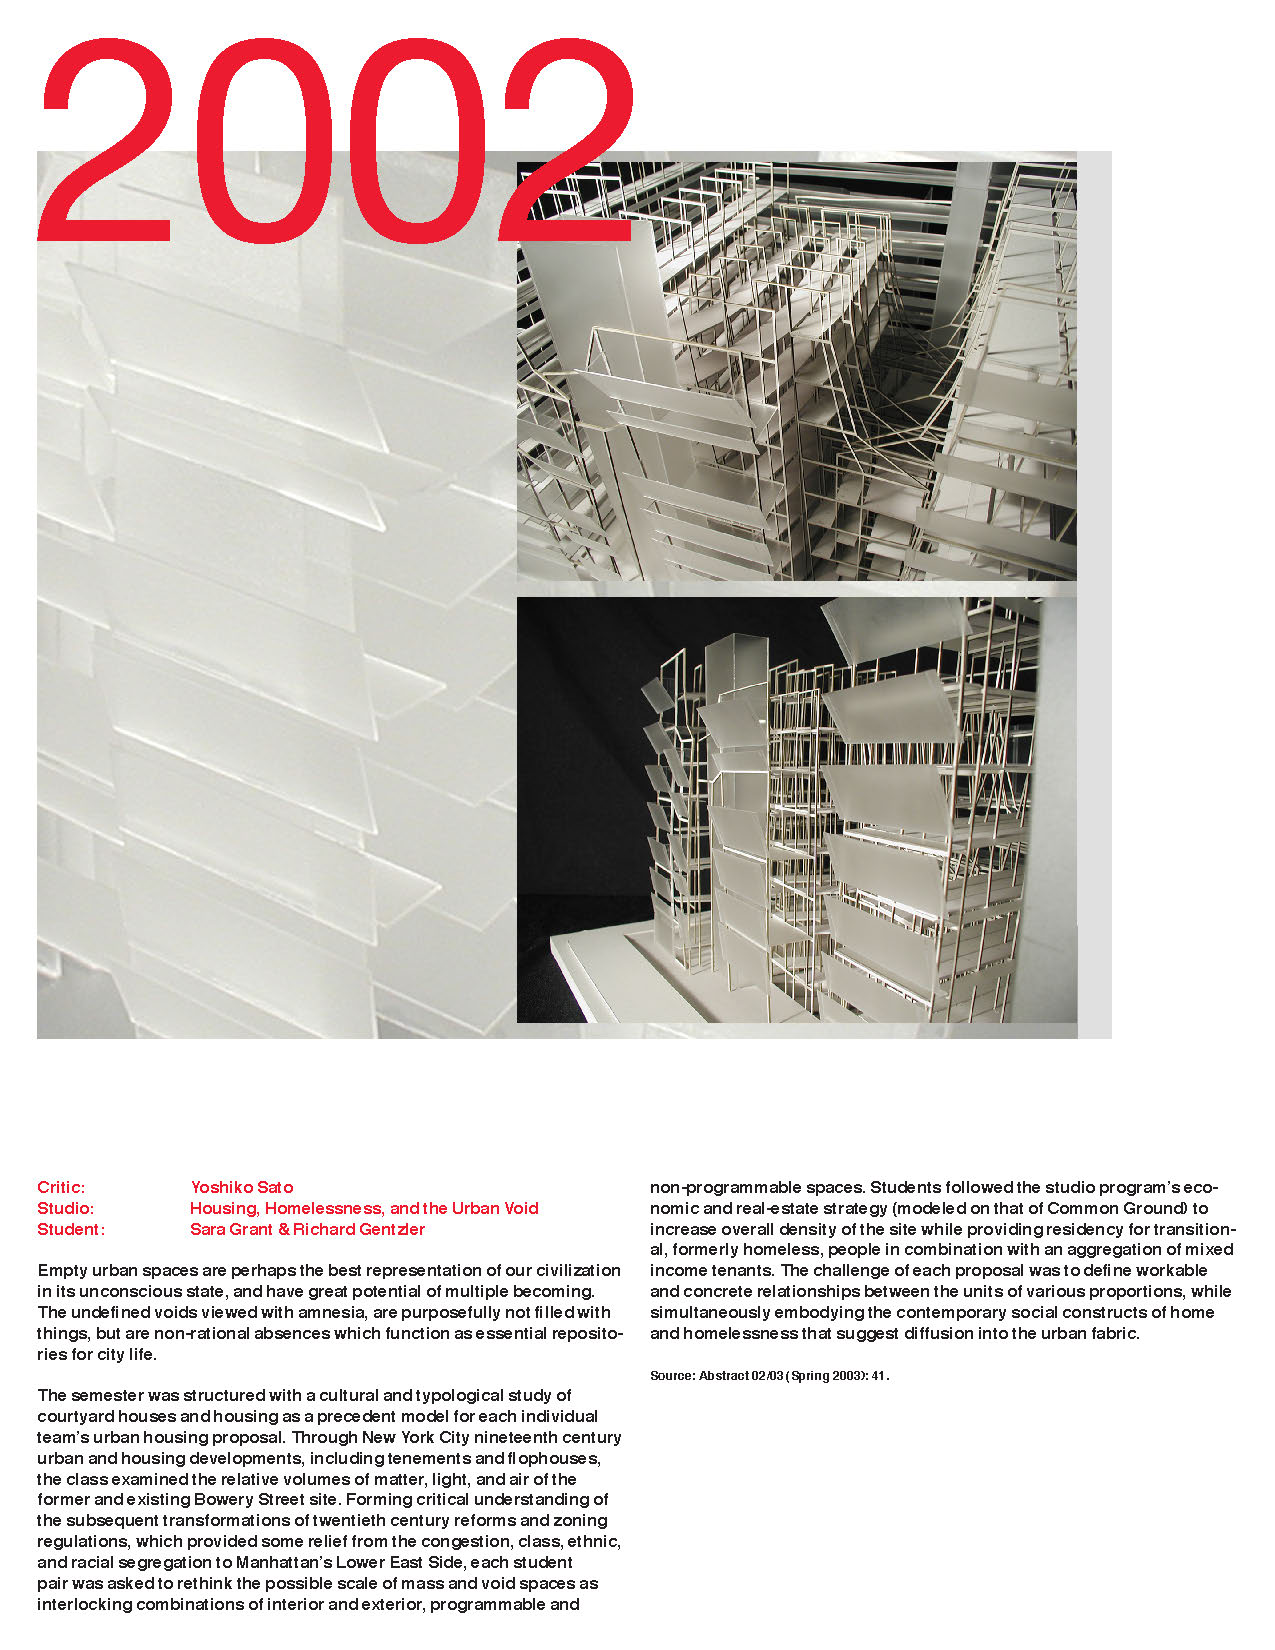 2002
Critic: Yoshiko Sato
Studio: Housing, Homelessness, and the Urban Void
Student: Sara Grant & Richard Gentzler
Empty urban spaces are perhaps the best representation of our civilization
in its unconscious state, and have great potential of multiple becoming.
The undefined voids viewed with amnesia, are purposefully not filled with
things, but are non-rational absences which function as essential reposito-
ries for city life.
The semester was structured with a cultural and typological study of
courtyard houses and housing as a precedent model for each individual
team's urban housing proposal. Through New York City nineteenth century
urban and housing developments, including tenements and flophouses,
the class examined the relative volumes of matter, light, and air of the
former and existing Bowery Street site. Forming critical understanding of
the subsequent transformations of twentieth century reforms and zoning
regulations, which provided some relief from the congestion, class, ethnic,
and racial segregation to Manhattan's Lower East Side, each student
pair was asked to rethink the possible scale of mass and void spaces as
interlocking combinations of interior and exterior, programmable and
non-programmable spaces. Students followed the studio program's eco-
nomic and real-estate strategy (modeled on that of Common Ground) to
increase overall density of the site while providing residency for transition-
al, formerly homeless, people in combination with an aggregation of mixed
income tenants. The challenge of each proposal was to define workable
and concrete relationships between the units of various proportions, while
simultaneously embodying the contemporary social constructs of home
and homelessness that suggest diffusion into the urban fabric.
Source: Abstract 02/03 (Spring 2003): 41.